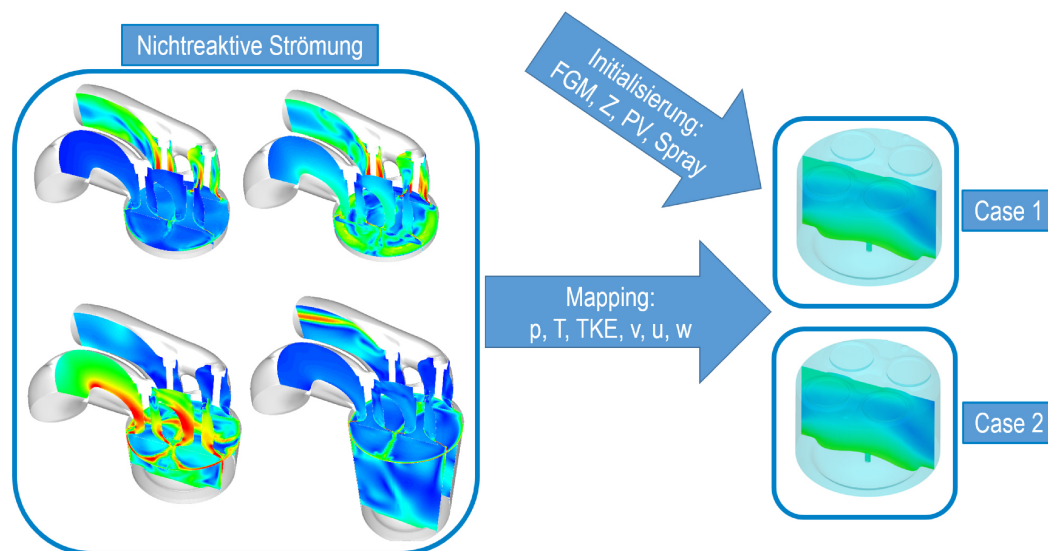 Nichtreaktive Strömung
Initialisierung:
FGM, Z, PV, Spray
Mapping:
p, T, TKE, v, u, w
Case 1
Case 2